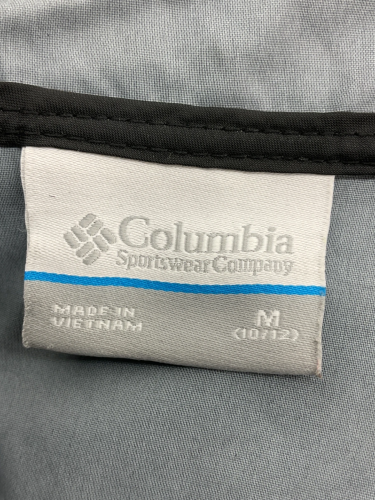 Columbia
Sportswear Company
MADE IN
VIETNAM
M
(10/12)